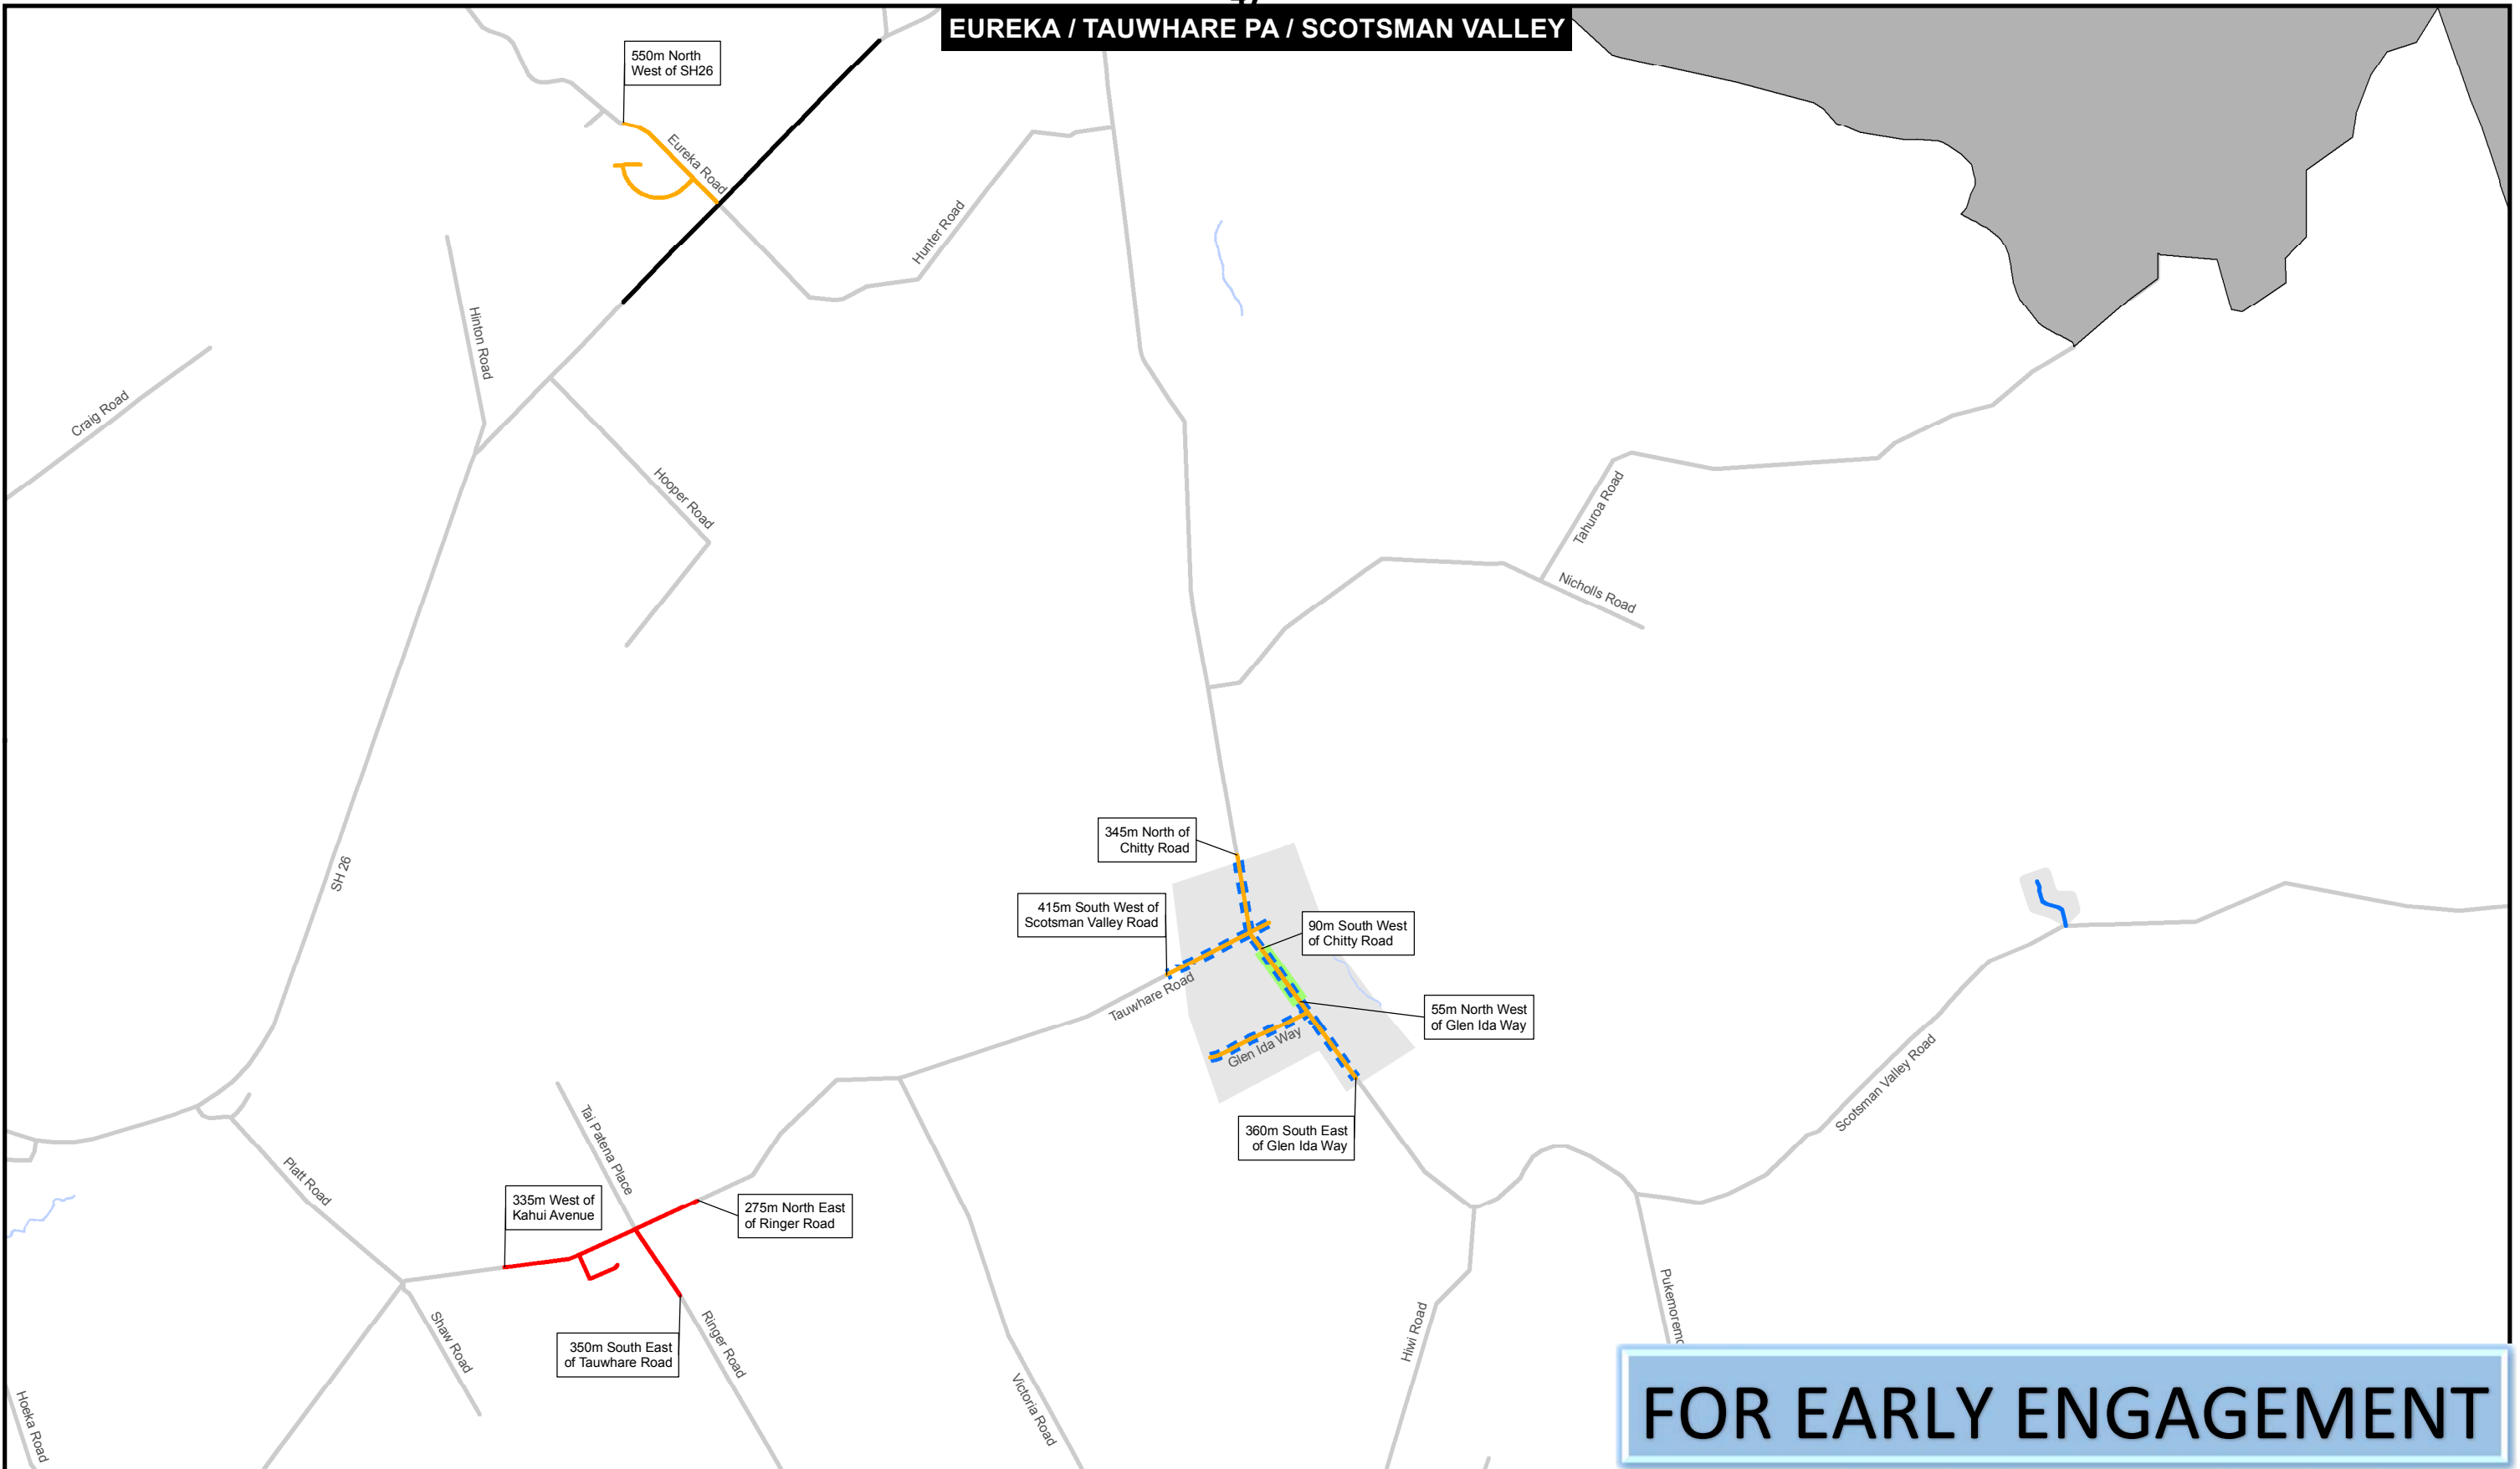 EUREKA / TAUWHARE PA / SCOTSMAN VALLEY
550m North
West of SH26
Eureka Road
Hunter Road
Hinton Road
Craig Road
Hooper Road
Tahuroa Road
Nicholls Road
SH 26
345m North of
Chitty Road
415m South West of
Scotsman Valley Road
90m South West
of Chitty Road
Tauwhare Road
55m North West
of Glen Ida Way
Glen Ida Way
Scotsman Valley Road
360m South East
of Glen Ida Way
Tai Patena Place
Platt Road
335m West of
Kahui Avenue
275m North East
of Ringer Road
Pukemoremo
Shaw Road
Ringer Road
Hiwi Road
350m South East
of Tauwhare Road
Victoria Road
Hoeka Road
FOR EARLY ENGAGEMENT